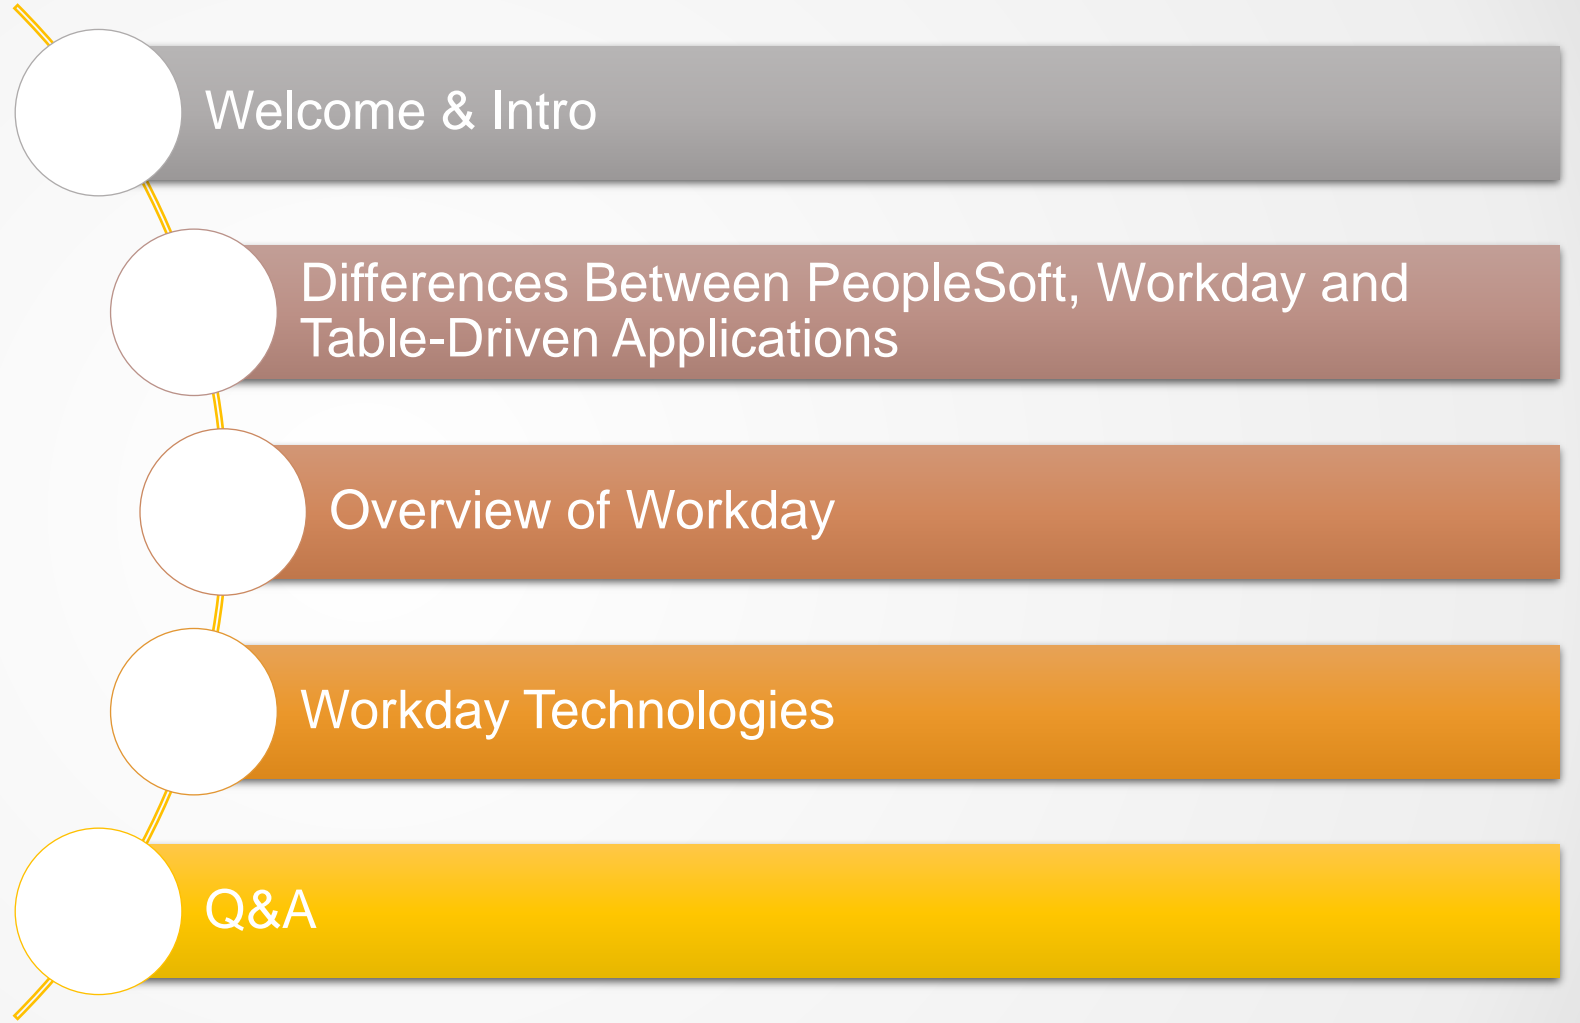 Welcome & Intro
Differences Between PeopleSoft, Workday and
Table-Driven Applications
Overview of Workday
Workday Technologies
Q&A